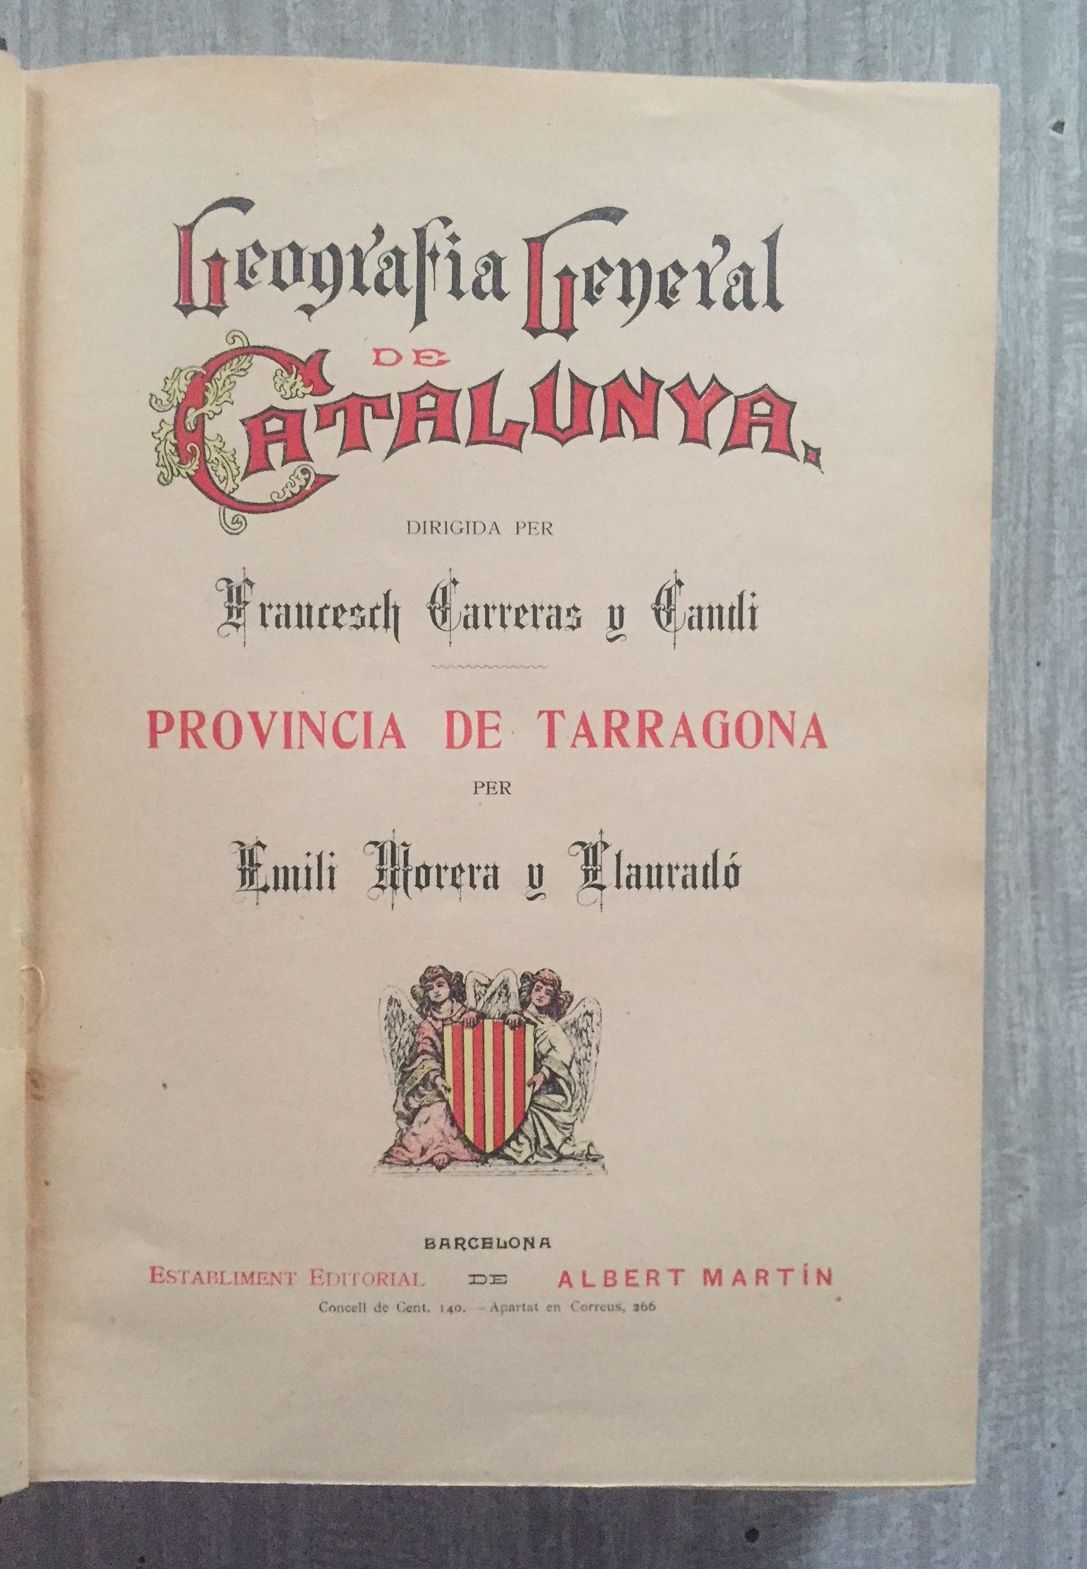 Geografia General
DE
CATALUNYA.
DIRIGIDA PER
Francesch Carreras y Candi
PROVINCIA DE TARRAGONA
PER
Emili Morera y Llauradó
BARCELONA
ESTABLIMENT EDITORIAL DE ALBERT MARTÍN
Concell de Cent, 140. — Apartat en Correus, 266